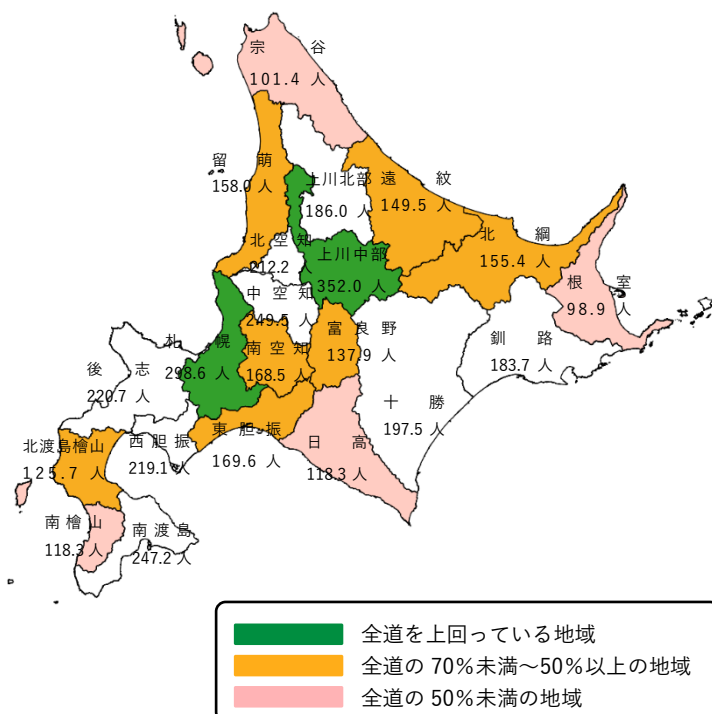 宗谷
101.4 人
留萌
158.0 人
上川北部
186.0 人
遠紋
149.5 人
北網
155.4 人
北空知
212.2 人
上川中部
352.0 人
根室
98.9 人
中空知
249.5 人
札幌
298.6 人
南空知
168.5 人
富良野
137.9 人
釧路
183.7 人
後志
220.7 人
十勝
197.5 人
北渡島檜山
125.7 人
西胆振
219.1 人
東胆振
169.6 人
日高
118.3 人
南檜山
118.3 人
南渡島
247.2 人
全道を上回っている地域
全道の 70%未満～50%以上の地域
全道の 50%未満の地域